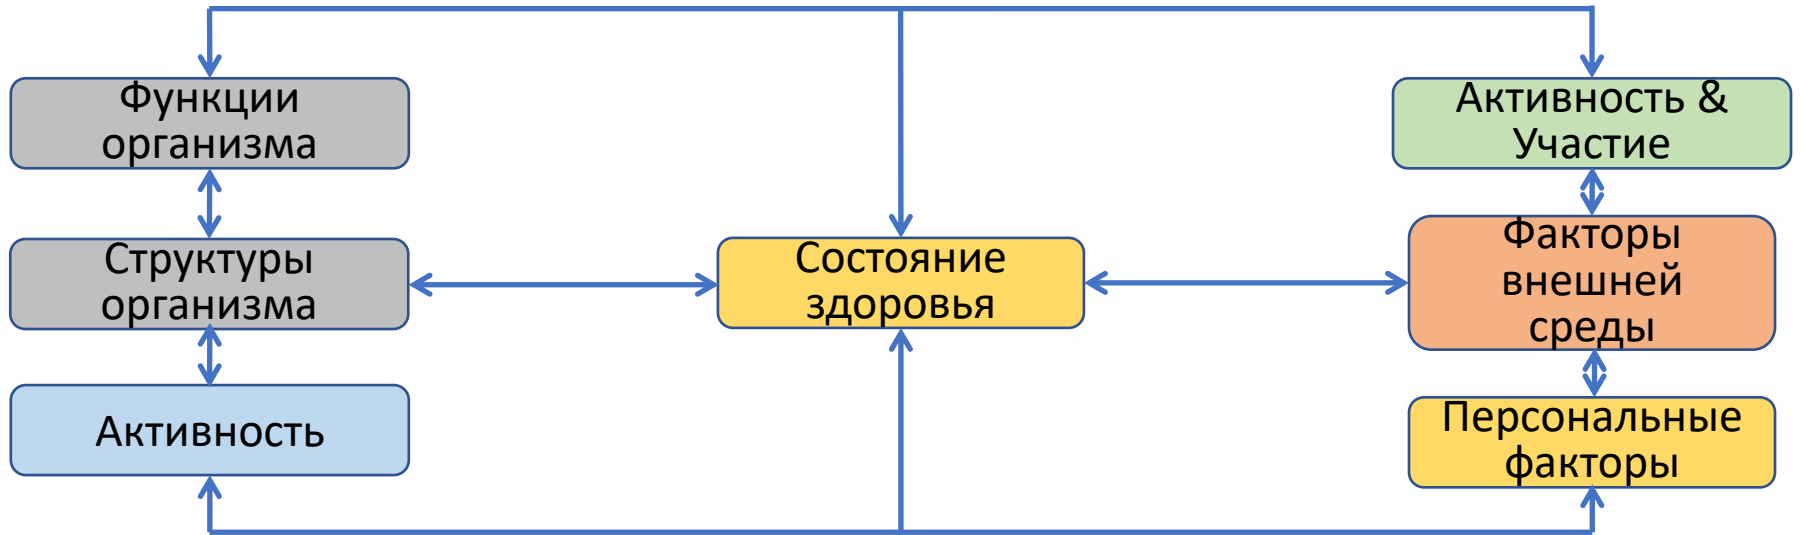 Функции
организма
Активность &
Участие
Структуры
организма
Состояние
здоровья
Факторы
внешней
среды
Активность
Персональные
факторы